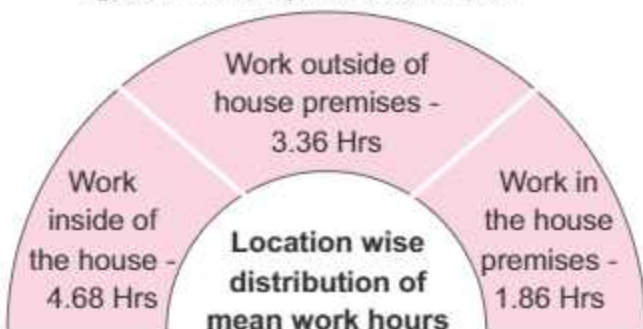 Work outside of
house premises -
3.36 Hrs
Work
inside of
the house -
4.68 Hrs
Work in
the house
premises -
1.86 Hrs
Location wise
distribution of
mean work hours